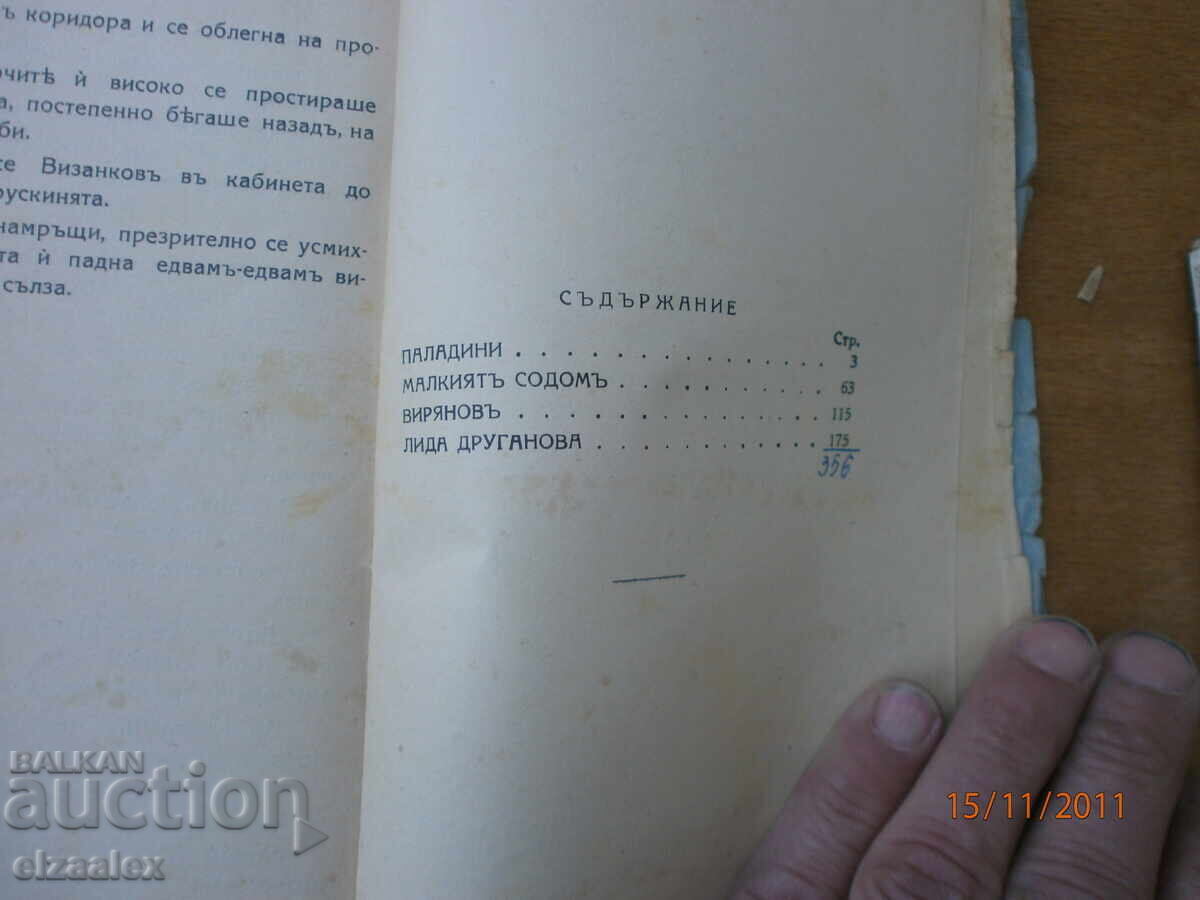 ъ коридора и се облегна на про-
очитѣ ѝ високо се простираше
а, постепенно бѣгаше назадъ, на
би.
се Визанковъ въ кабинета до
рускинята.
намръщи, презрително се усмих-
та ѝ падна едвамъ-едвамъ ви-
сълза.
СЪДЪРЖАНИЕ
Стр.
ПАЛАДИНИ . . . . . . . . . . . . 3
МАЛКИЯТЪ СОДОМЪ . . . . . . . . . . . 63
ВИРЯНОВЪ . . . . . . . . . . . . . . . 115
ЛИДА ДРУГАНОВА . . . . . . . . . . . . 175
356
BALKAN
auction
elzaalex
15/11/2011